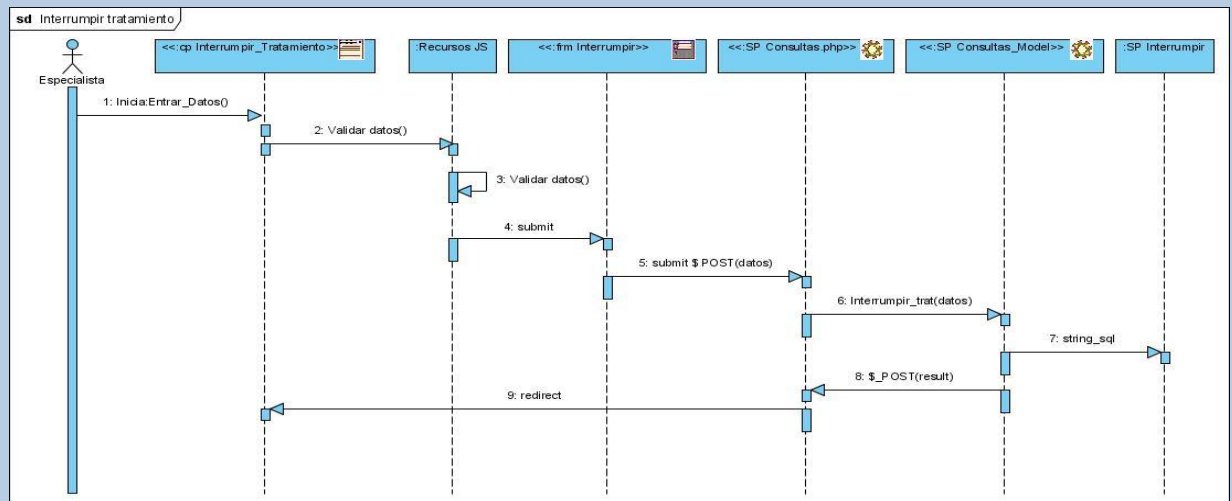 sd Interrumpir tratamiento
<<:cp Interrumpir_Tratamiento>>
:Recursos JS
<<:frm Interrumpir>>
<<:SP Consultas.php>>
<<:SP Consultas_Model>>
:SP Interrumpir
Especialista
1: Inicia:Entrar_Datos()
2: Validar datos()
3: Validar datos()
4: submit
5: submit $ POST(datos)
6: Interrumpir_trat(datos)
7: string_sql
8: $_POST(result)
9: redirect